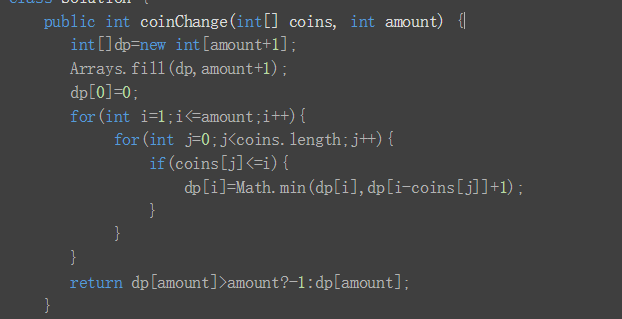 class Solution {
    public int coinChange(int[] coins, int amount) {
        int[]dp=new int[amount+1];
        Arrays.fill(dp,amount+1);
        dp[0]=0;
        for(int i=1;i<=amount;i++){
            for(int j=0;j<coins.length;j++){
                if(coins[j]<=i){
                    dp[i]=Math.min(dp[i],dp[i-coins[j]]+1);
                }
            }
        }
        return dp[amount]>amount?-1:dp[amount];
    }